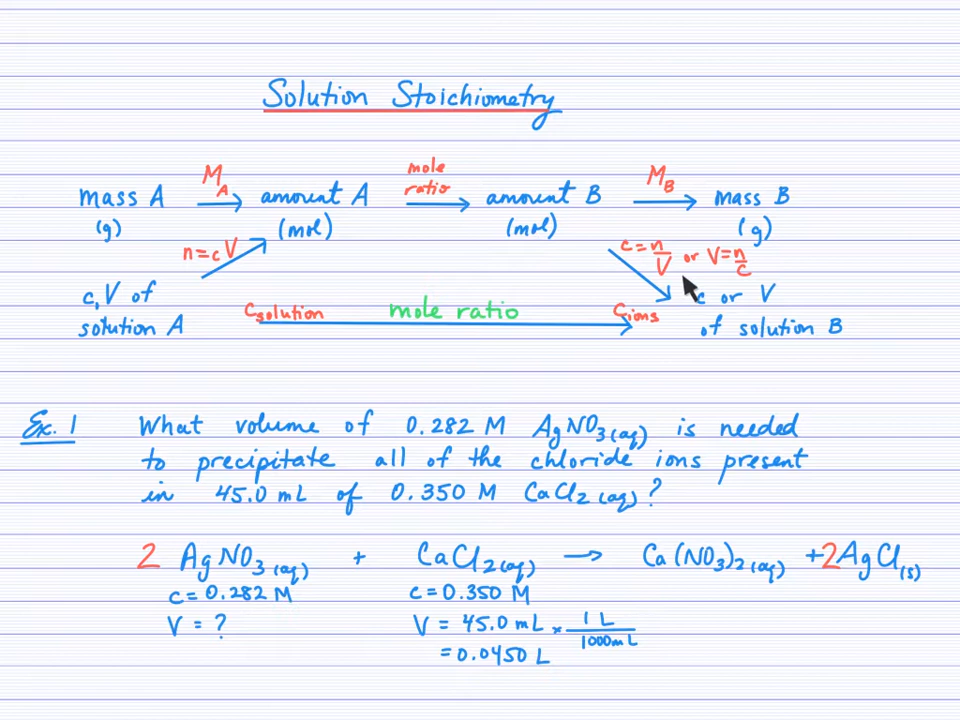 Solution Stoichiometry
mass A (g) M_A → amount A (mol) mole ratio → amount B (mol) M_B → mass B (g)
n = cV
c = n/V or V = n/c
c, V of solution A
c or V of solution B
C_solution mole ratio → C_ions
Ex. 1 What volume of 0.282 M AgNO3(aq) is needed
to precipitate all of the chloride ions present
in 45.0 mL of 0.350 M CaCl2(aq)?
2 AgNO3(aq) + CaCl2(aq) → Ca(NO3)2(aq) + 2AgCl(s)
c = 0.282 M c = 0.350 M
V = ? V = 45.0 mL × 1 L / 1000 mL
= 0.0450 L